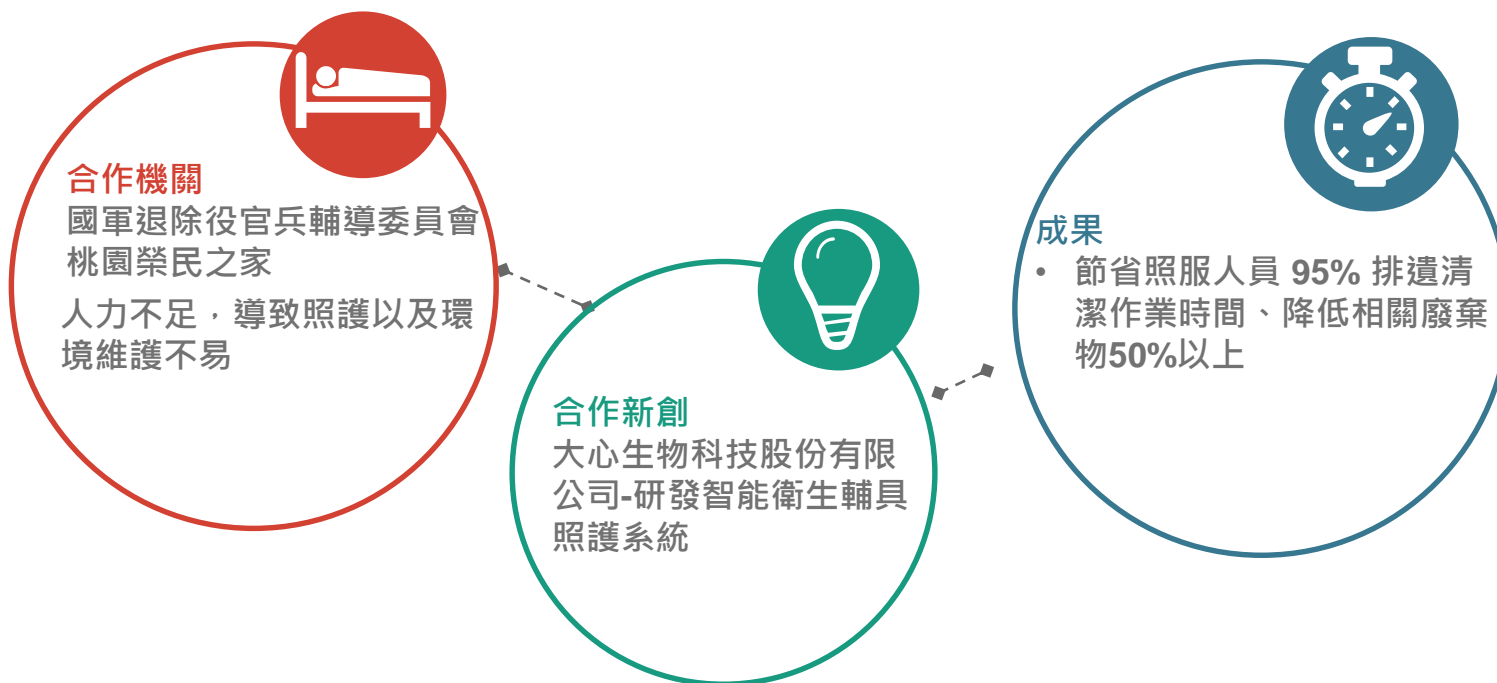 合作機關
國軍退除役官兵輔導委員會
桃園榮民之家
人力不足，導致照護以及環
境維護不易
合作新創
大心生物科技股份有限
公司-研發智能衛生輔具
照護系統
成果
• 節省照服人員 95% 排遺清
潔作業時間、降低相關廢棄
物50%以上